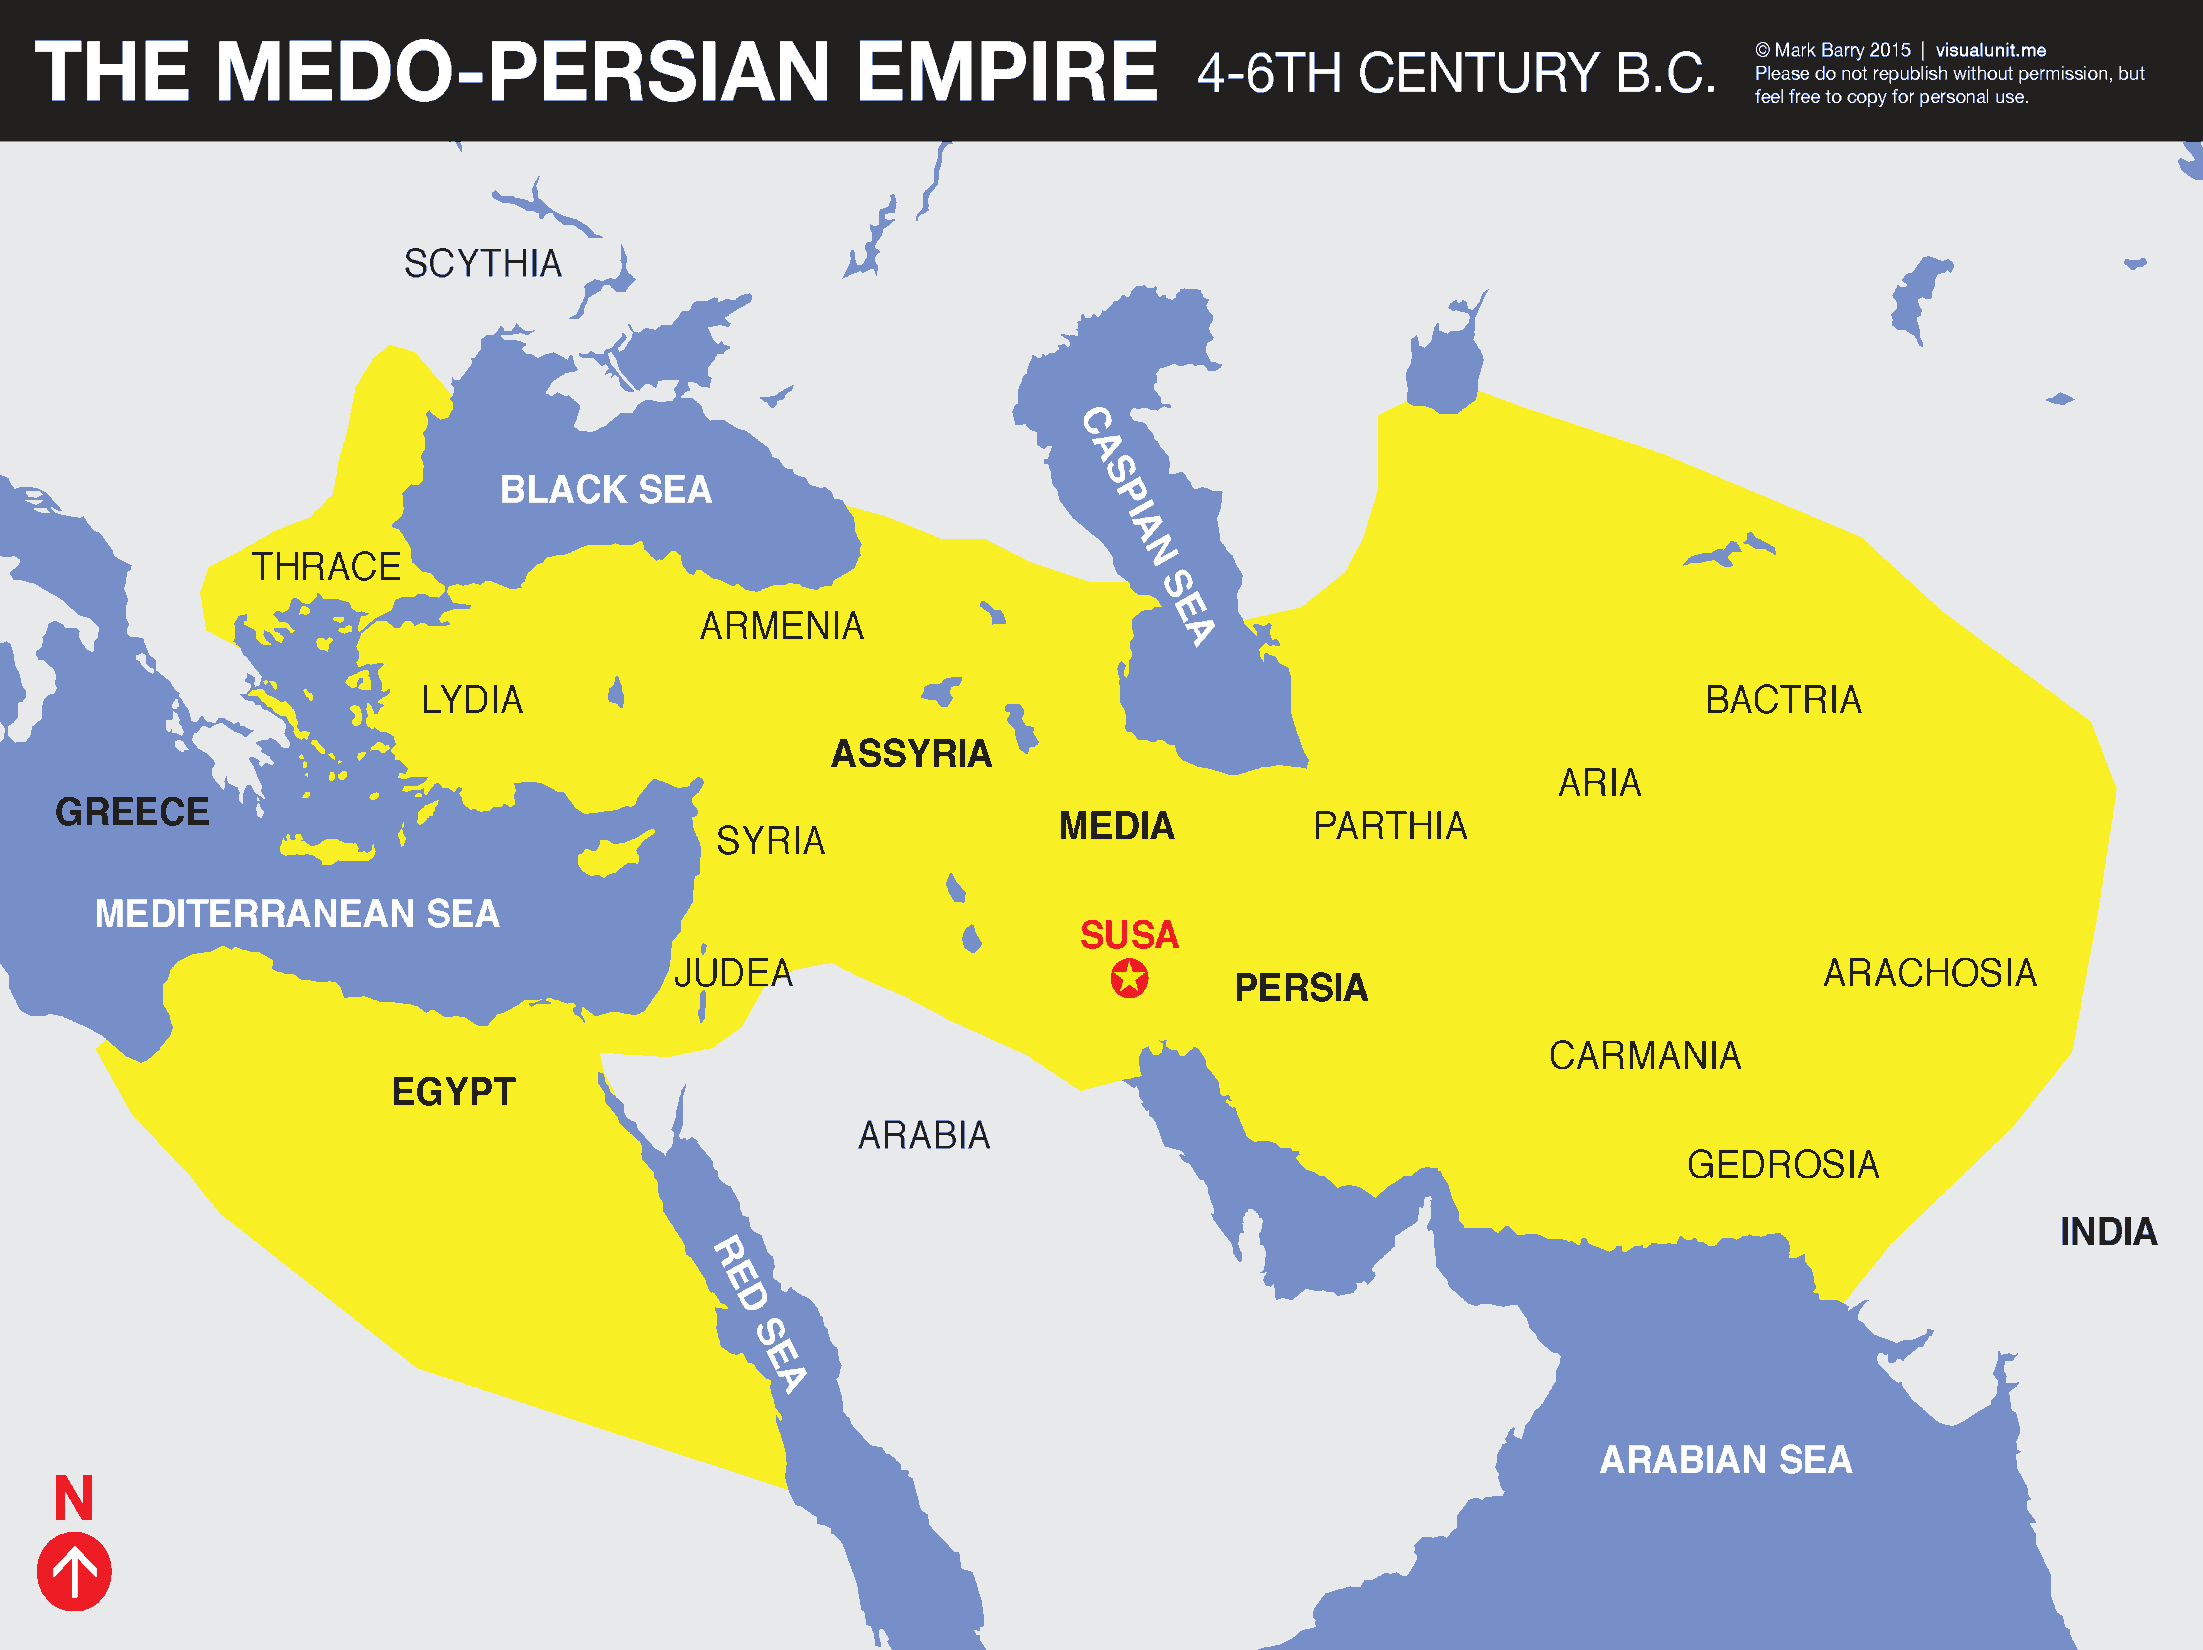 THE MEDO-PERSIAN EMPIRE 4-6TH CENTURY B.C.
© Mark Barry 2015 | visualunit.me
Please do not republish without permission, but
feel free to copy for personal use.
SCYTHIA
CASPIAN SEA
BLACK SEA
THRACE
ARMENIA
LYDIA
BACTRIA
ASSYRIA
ARIA
GREECE
MEDIA
PARTHIA
SYRIA
MEDITERRANEAN SEA
SUSA
JUDEA
PERSIA
ARACHOSIA
CARMANIA
EGYPT
ARABIA
GEDROSIA
INDIA
RED SEA
ARABIAN SEA
N